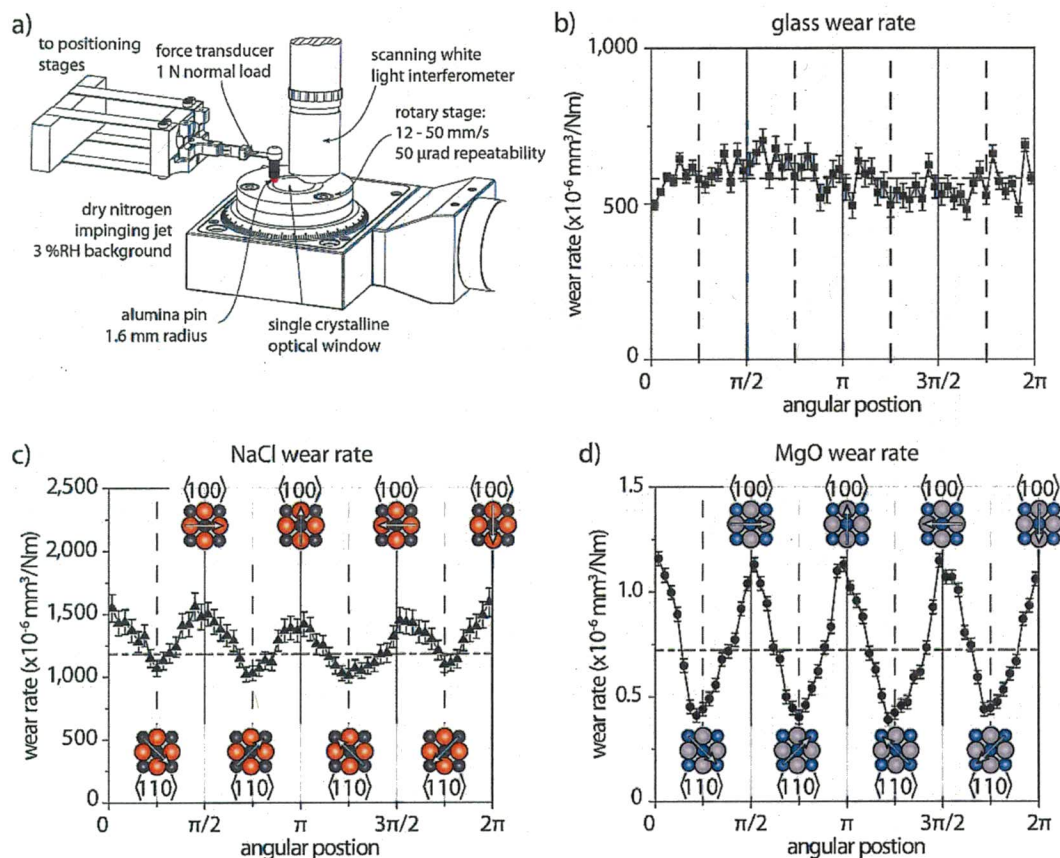 a)
to positioning
stages
force transducer
1 N normal load
scanning white
light interferometer
rotary stage:
12 - 50 mm/s
50 μrad repeatability
dry nitrogen
impinging jet
3 %RH background
alumina pin
1.6 mm radius
single crystalline
optical window
b)
glass wear rate
wear rate (x10⁻⁶ mm³/Nm)
1,000
500
0
0 π/2 π 3π/2 2π
angular postion
c)
NaCl wear rate
wear rate (x10⁻⁶ mm³/Nm)
2,500
2,000
1,500
1,000
500
0
⟨100⟩ ⟨100⟩ ⟨100⟩ ⟨100⟩
⟨110⟩ ⟨110⟩ ⟨110⟩ ⟨110⟩
0 π/2 π 3π/2 2π
angular postion
d)
MgO wear rate
wear rate (x10⁻⁶ mm³/Nm)
1.5
1.0
0.5
0
⟨100⟩ ⟨100⟩ ⟨100⟩ ⟨100⟩
⟨110⟩ ⟨110⟩ ⟨110⟩ ⟨110⟩
0 π/2 π 3π/2 2π
angular postion